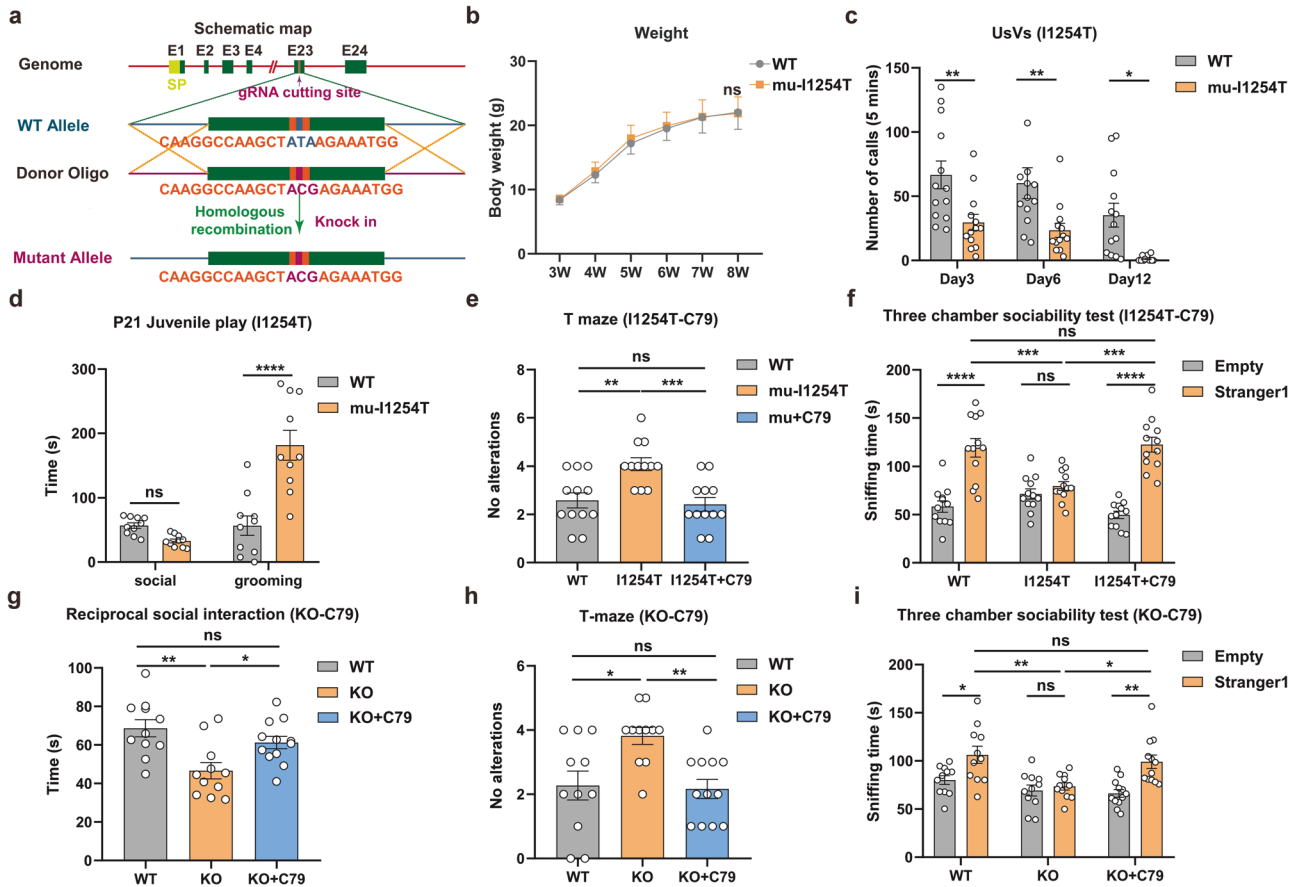 a
Schematic map
E1 E2 E3 E4 E23 E24
Genome
SP
gRNA cutting site
WT Allele
CAAGGCCAAGCTATAAGAAATGG
Donor Oligo
CAAGGCCAAGCTACGAGAAATGG
Homologous
recombination
Knock in
Mutant Allele
CAAGGCCAAGCTACGAGAAATGG
b
Weight
WT
mu-I1254T
ns
Body weight (g)
30
20
10
0
3W 4W 5W 6W 7W 8W
c
UsVs (I1254T)
WT
mu-I1254T
** ** *
Number of calls (5 mins)
150
100
50
0
Day3 Day6 Day12
d
P21 Juvenile play (I1254T)
WT
mu-I1254T
ns ****
Time (s)
300
200
100
0
social grooming
e
T maze (I1254T-C79)
WT
mu-I1254T
mu+C79
ns
** ***
No alterations
8
6
4
2
0
WT I1254T I1254T+C79
f
Three chamber sociability test (I1254T-C79)
Empty
Stranger1
ns
*** ***
**** ns ****
Sniffing time (s)
200
150
100
50
0
WT I1254T I1254T+C79
g
Reciprocal social interaction (KO-C79)
WT
KO
KO+C79
ns
** *
Time (s)
100
80
60
40
20
0
WT KO KO+C79
h
T-maze (KO-C79)
WT
KO
KO+C79
ns
* **
No alterations
6
4
2
0
WT KO KO+C79
i
Three chamber sociability test (KO-C79)
Empty
Stranger1
ns
** *
* ns **
Sniffing time (s)
200
150
100
50
0
WT KO KO+C79